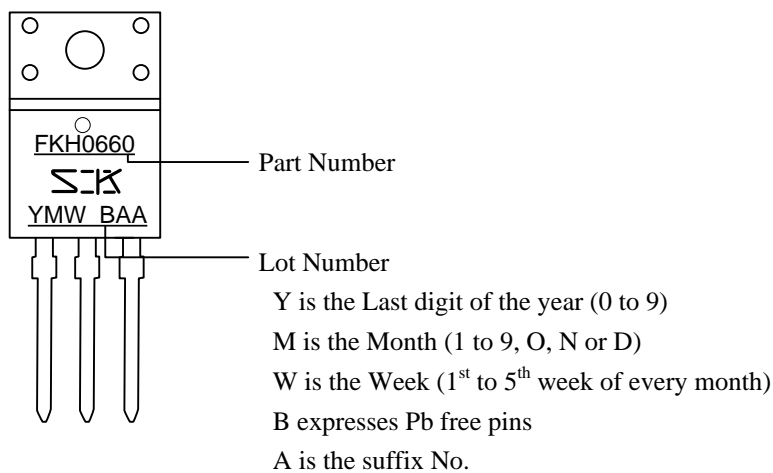 FKH0660
SK
YMW BAA
Part Number
Lot Number
Y is the Last digit of the year (0 to 9)
M is the Month (1 to 9, O, N or D)
W is the Week (1st to 5th week of every month)
B expresses Pb free pins
A is the suffix No.